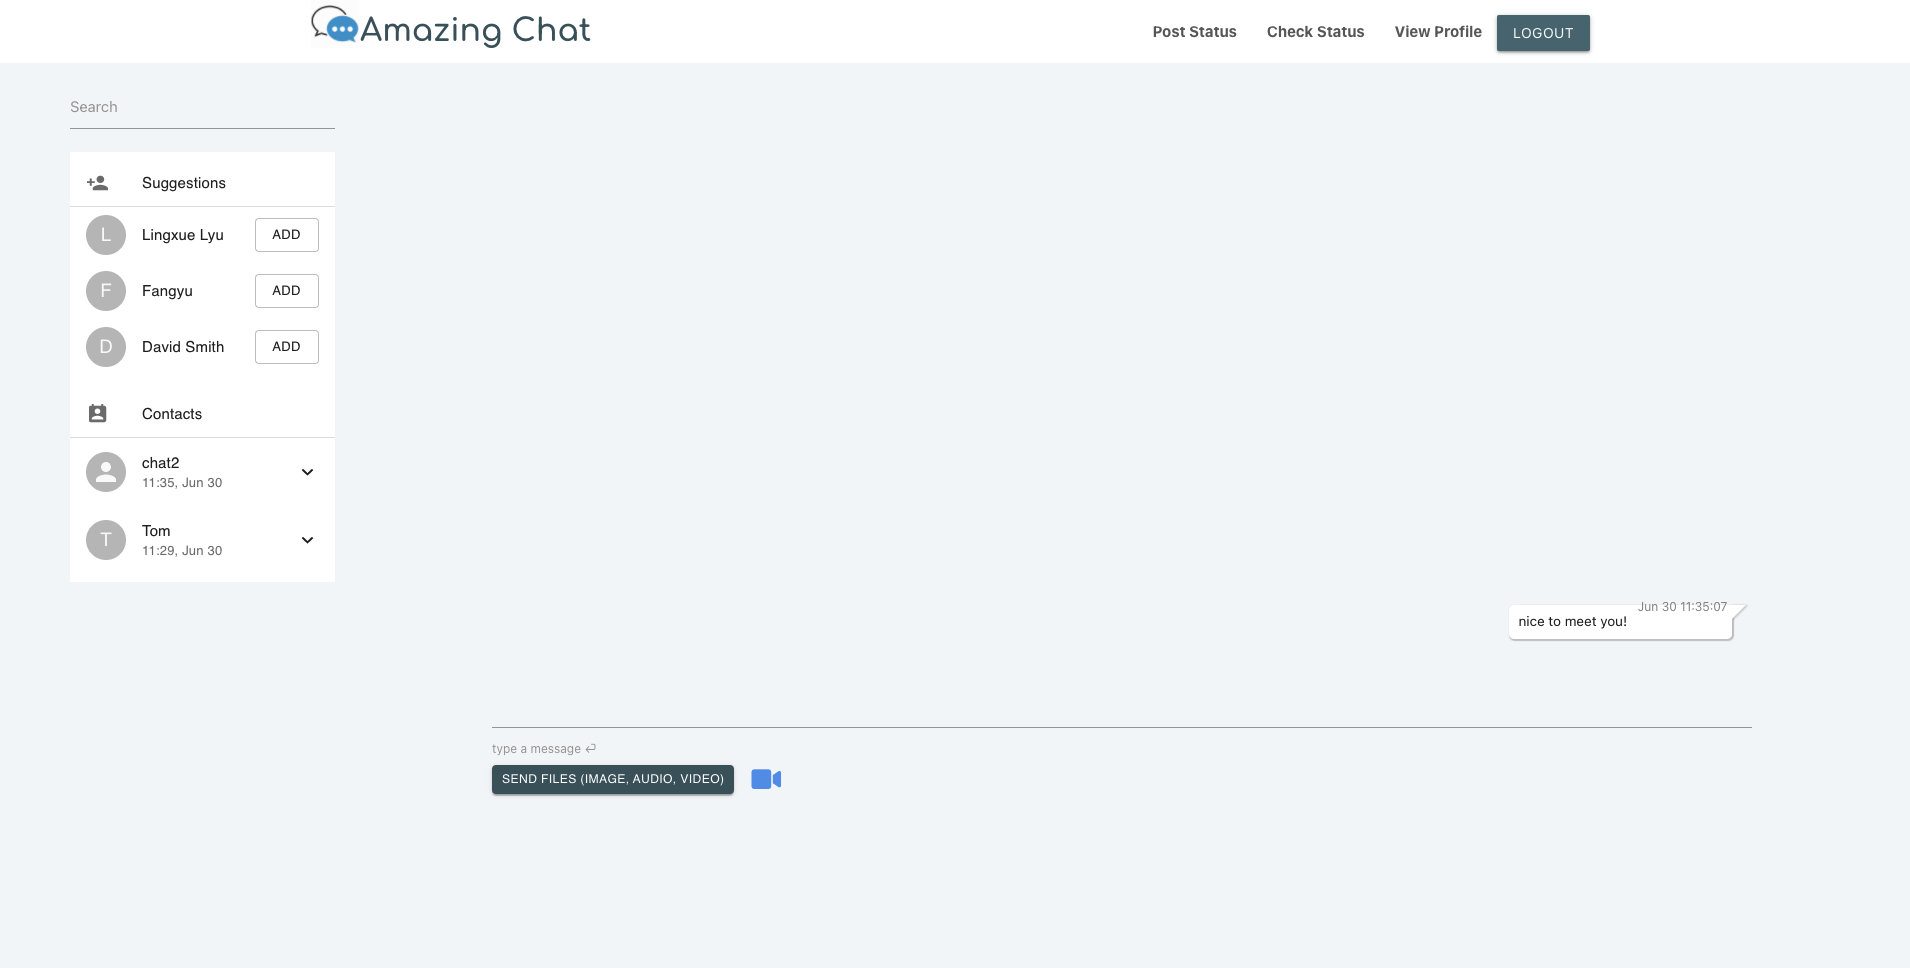 Amazing Chat
Post Status
Check Status
View Profile
LOGOUT
Search
Suggestions
L
Lingxue Lyu
ADD
F
Fangyu
ADD
D
David Smith
ADD
Contacts
chat2
11:35, Jun 30
T
Tom
11:29, Jun 30
Jun 30 11:35:07
nice to meet you!
type a message ⏎
SEND FILES (IMAGE, AUDIO, VIDEO)